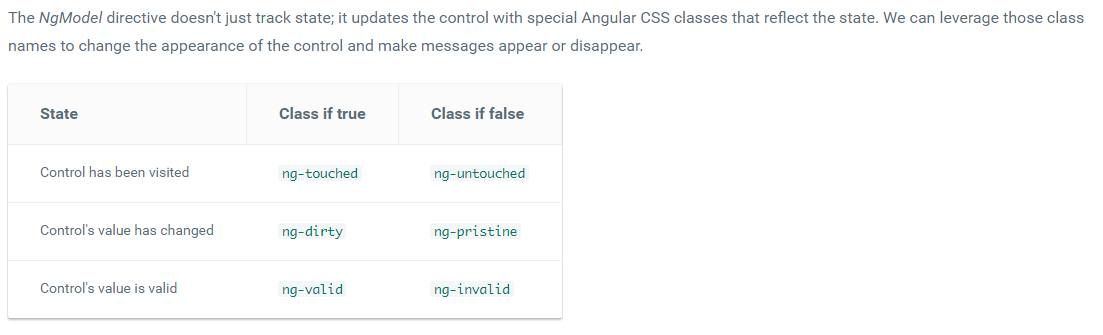 The NgModel directive doesn't just track state; it updates the control with special Angular CSS classes that reflect the state. We can leverage those class
names to change the appearance of the control and make messages appear or disappear.
State Class if true Class if false
Control has been visited ng-touched ng-untouched
Control's value has changed ng-dirty ng-pristine
Control's value is valid ng-valid ng-invalid